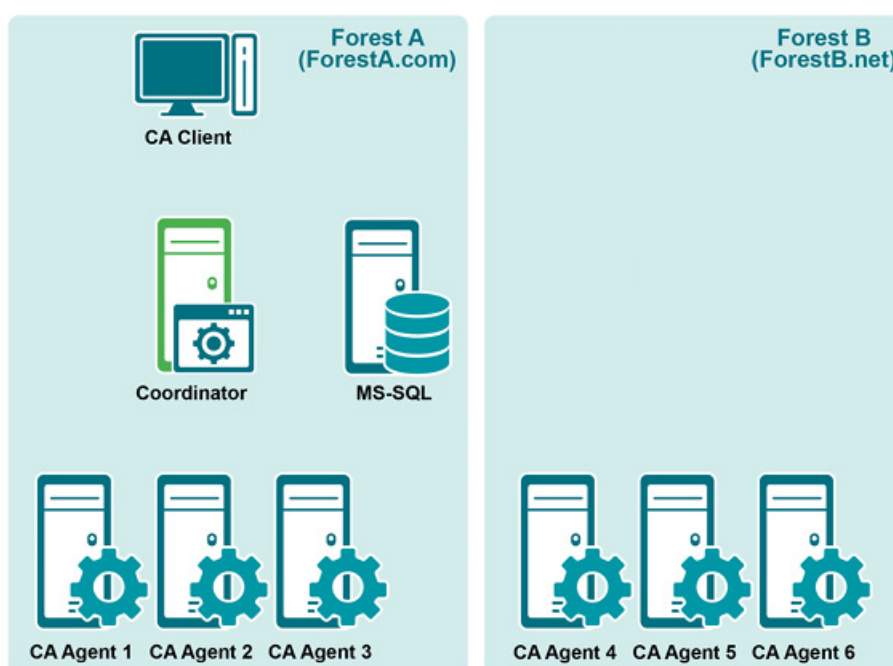 Forest A
(ForestA.com)
CA Client
Coordinator
MS-SQL
CA Agent 1
CA Agent 2
CA Agent 3
Forest B
(ForestB.net)
CA Agent 4
CA Agent 5
CA Agent 6